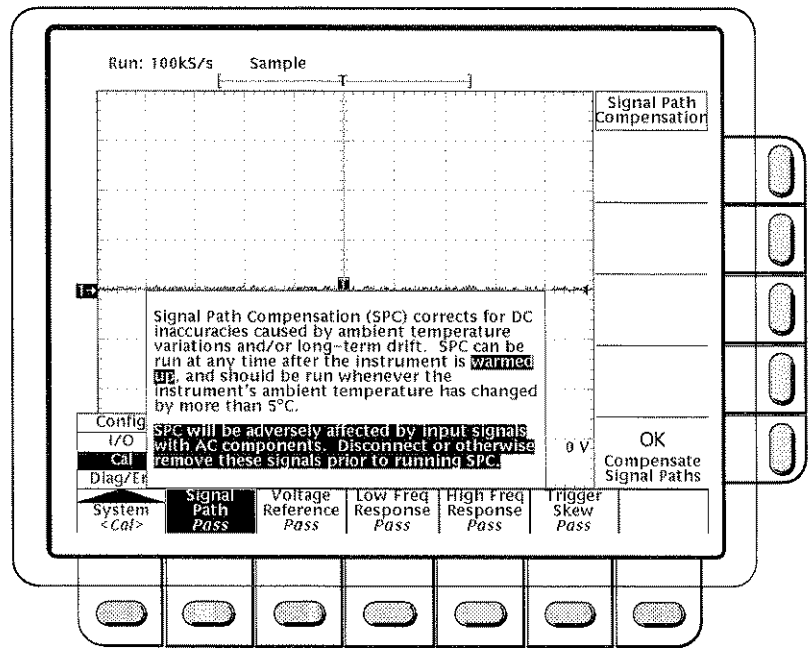 Run: 100kS/s Sample
T
Signal Path
Compensation
T
Signal Path Compensation (SPC) corrects for DC
inaccuracies caused by ambient temperature
variations and/or long-term drift. SPC can be
run at any time after the instrument is warmed
up, and should be run whenever the
instrument's ambient temperature has changed
by more than 5°C.
SPC will be adversely affected by input signals
with AC components. Disconnect or otherwise
remove these signals prior to running SPC.
Config
I/O
Cal
Diag/Er
0 V
OK
Compensate
Signal Paths
System
<Cal>
Signal
Path
Pass
Voltage
Reference
Pass
Low Freq
Response
Pass
High Freq
Response
Pass
Trigger
Skew
Pass